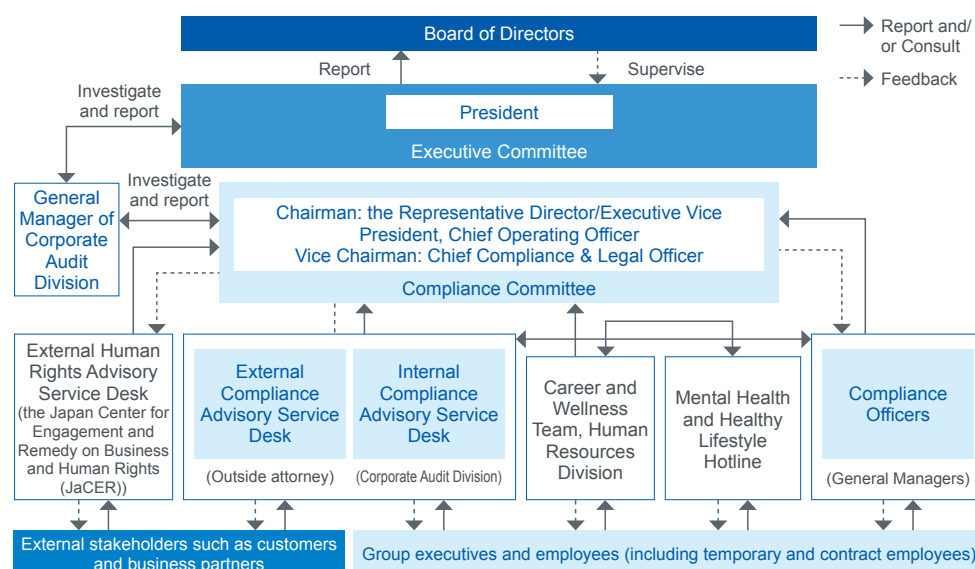 Board of Directors
Report and/
or Consult
Feedback
Report
Supervise
Investigate
and report
President
Executive Committee
General
Manager of
Corporate
Audit
Division
Investigate
and report
Chairman: the Representative Director/Executive Vice
President, Chief Operating Officer
Vice Chairman: Chief Compliance & Legal Officer
Compliance Committee
External Human
Rights Advisory
Service Desk
(the Japan Center for
Engagement and
Remedy on Business
and Human Rights
(JaCER))
External
Compliance
Advisory Service
Desk
(Outside attorney)
Internal
Compliance
Advisory Service
Desk
(Corporate Audit Division)
Career and
Wellness
Team, Human
Resources
Division
Mental Health
and Healthy
Lifestyle
Hotline
Compliance
Officers
(General Managers)
External stakeholders such as customers
and business partners
Group executives and employees (including temporary and contract employees)